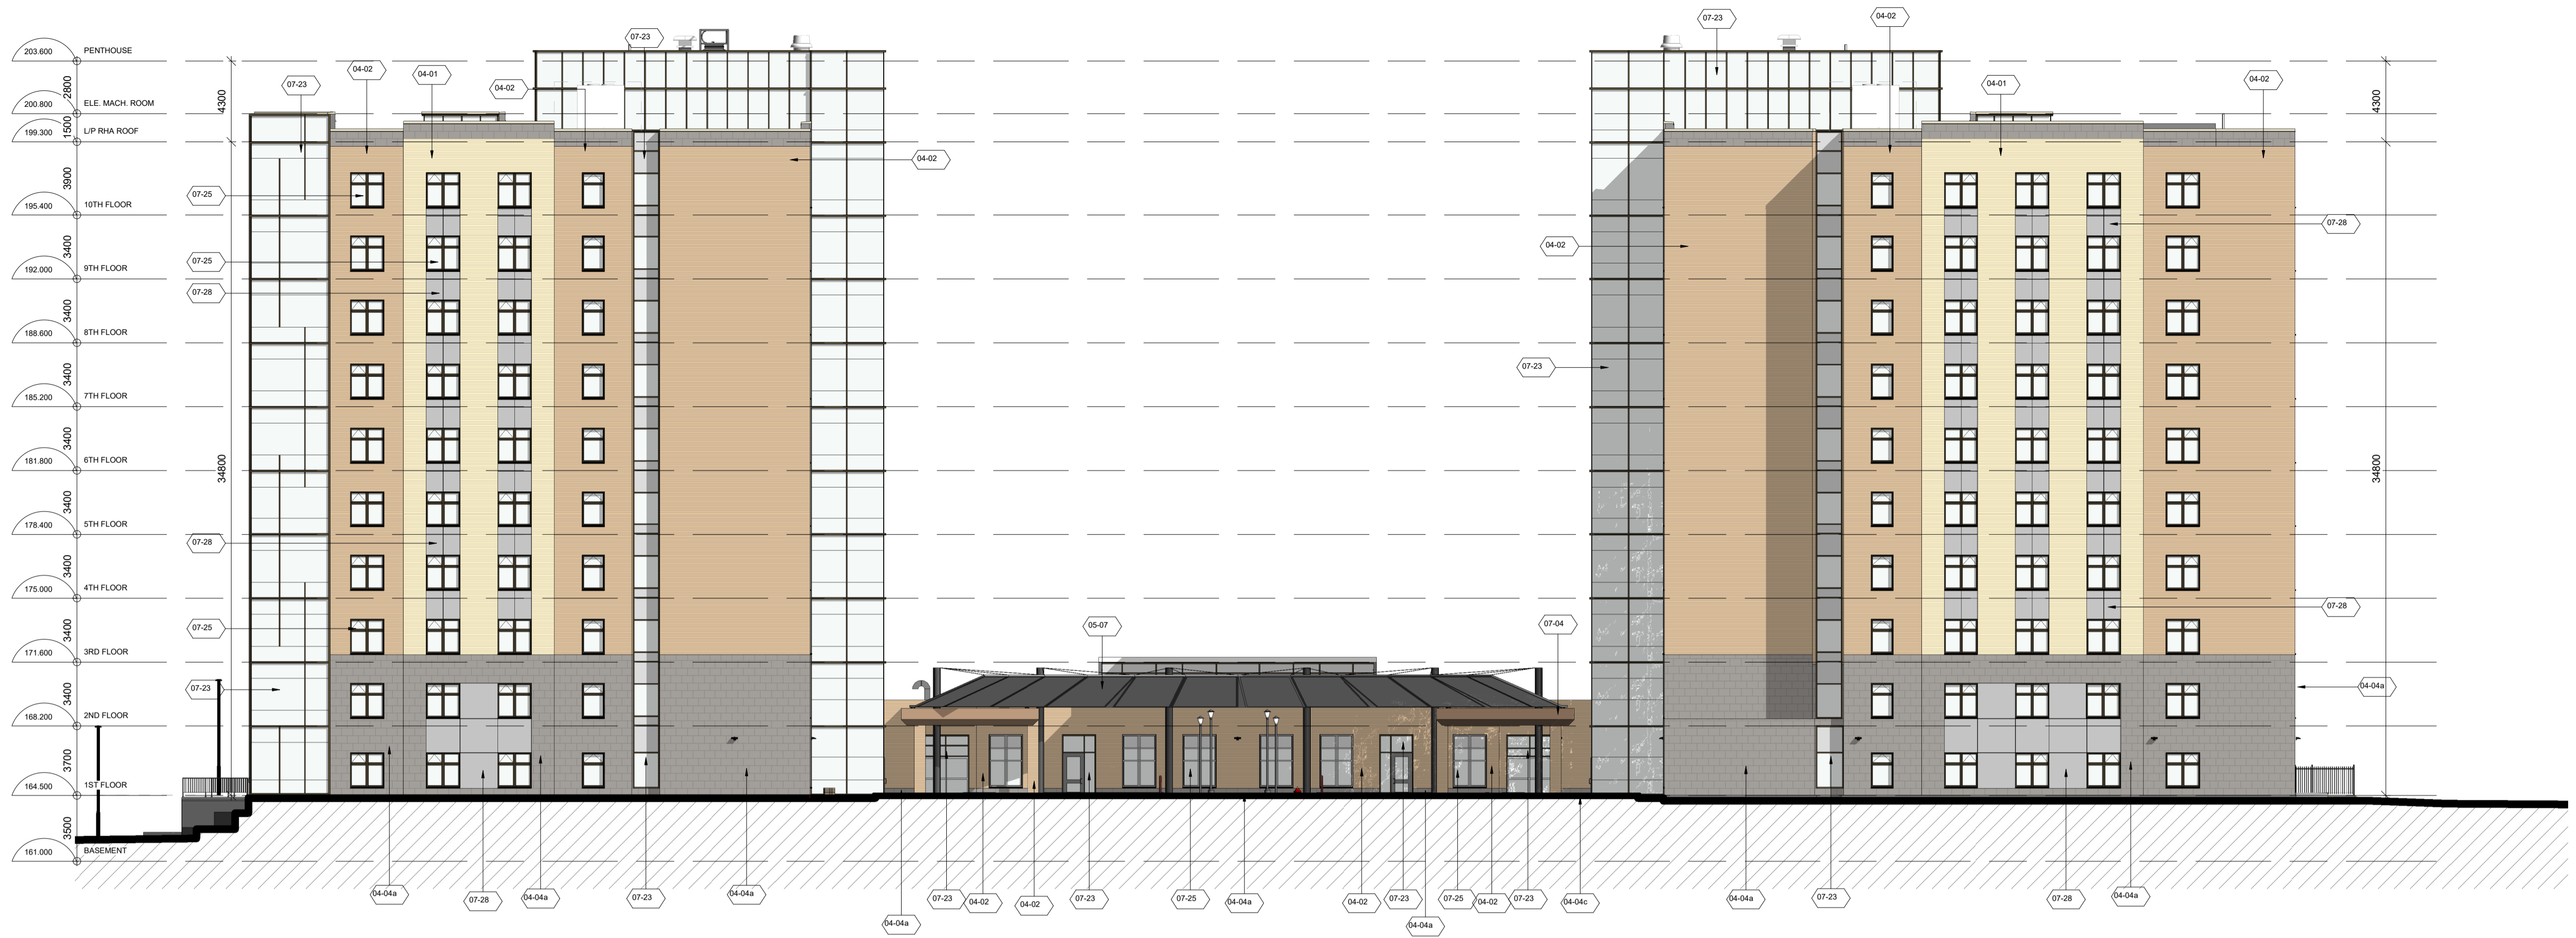 07-23
04-02
07-23
203.600 PENTHOUSE
2800
07-23
04-02
04-01
04-02
4300
04-01
04-02
4300
200.800 ELE. MACH. ROOM
1500
199.300 L/P RHA ROOF
04-02
3900
07-25
195.400 10TH FLOOR
07-28
3400
04-02
07-25
192.000 9TH FLOOR
07-28
3400
188.600 8TH FLOOR
07-23
3400
185.200 7TH FLOOR
3400
181.800 6TH FLOOR
34800
34800
3400
178.400 5TH FLOOR
07-28
3400
175.000 4TH FLOOR
07-28
3400
07-25
05-07
07-04
171.600 3RD FLOOR
07-23
04-04a
3400
168.200 2ND FLOOR
3700
164.500 1ST FLOOR
3500
161.000 BASEMENT
04-04a
07-28
04-04a
07-23
04-04a
04-04a
07-23
04-02
04-02
07-23
07-25
04-04a
04-02
07-23
04-04a
07-25
04-02
07-23
04-04c
04-04a
07-23
07-28
04-04a